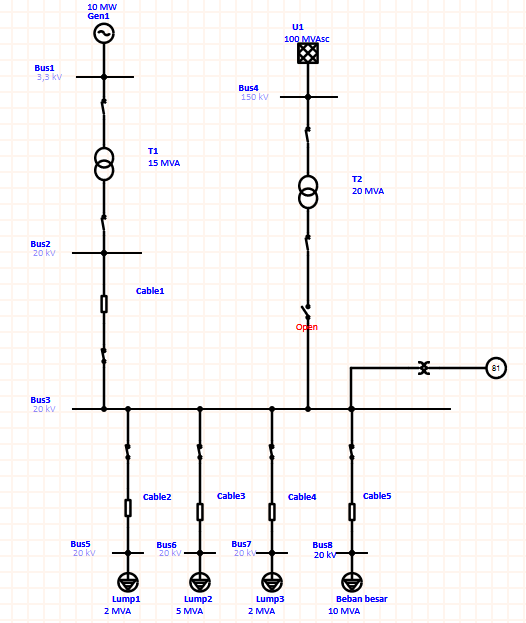 10 MW
Gen1
U1
100 MVAsc
Bus1
3,3 kV
Bus4
150 kV
T1
15 MVA
T2
20 MVA
Bus2
20 kV
Cable1
Open
81
Bus3
20 kV
Cable2
Cable3
Cable4
Cable5
Bus5
20 kV
Bus6
20 kV
Bus7
20 kV
Bus8
20 kV
Lump1
2 MVA
Lump2
5 MVA
Lump3
2 MVA
Beban besar
10 MVA